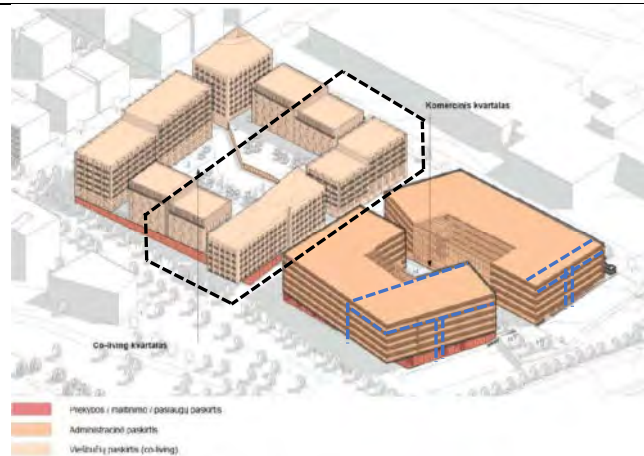 Komercinis kvartalas
Co-living kvartalas
Prekybos / maitinimo / paslaugų paskirtis
Administracinė paskirtis
Viešbučių paskirtis (co-living)